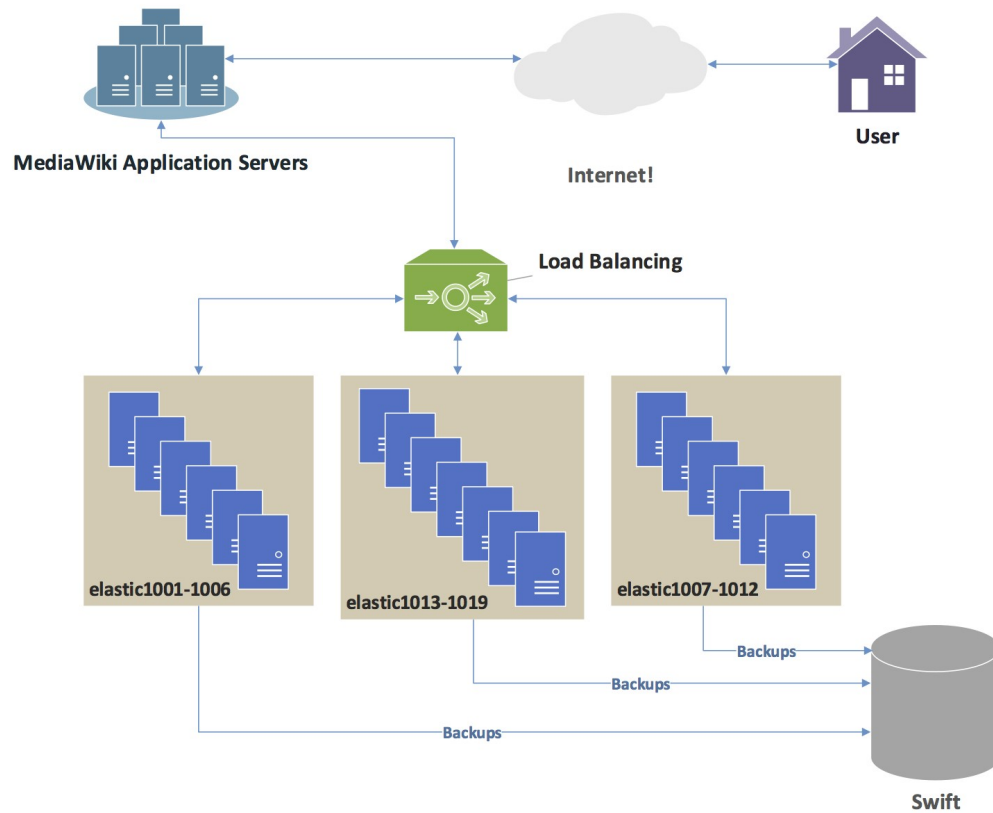 User
MediaWiki Application Servers
Internet!
Load Balancing
elastic1001-1006
elastic1013-1019
elastic1007-1012
Backups
Backups
Backups
Swift